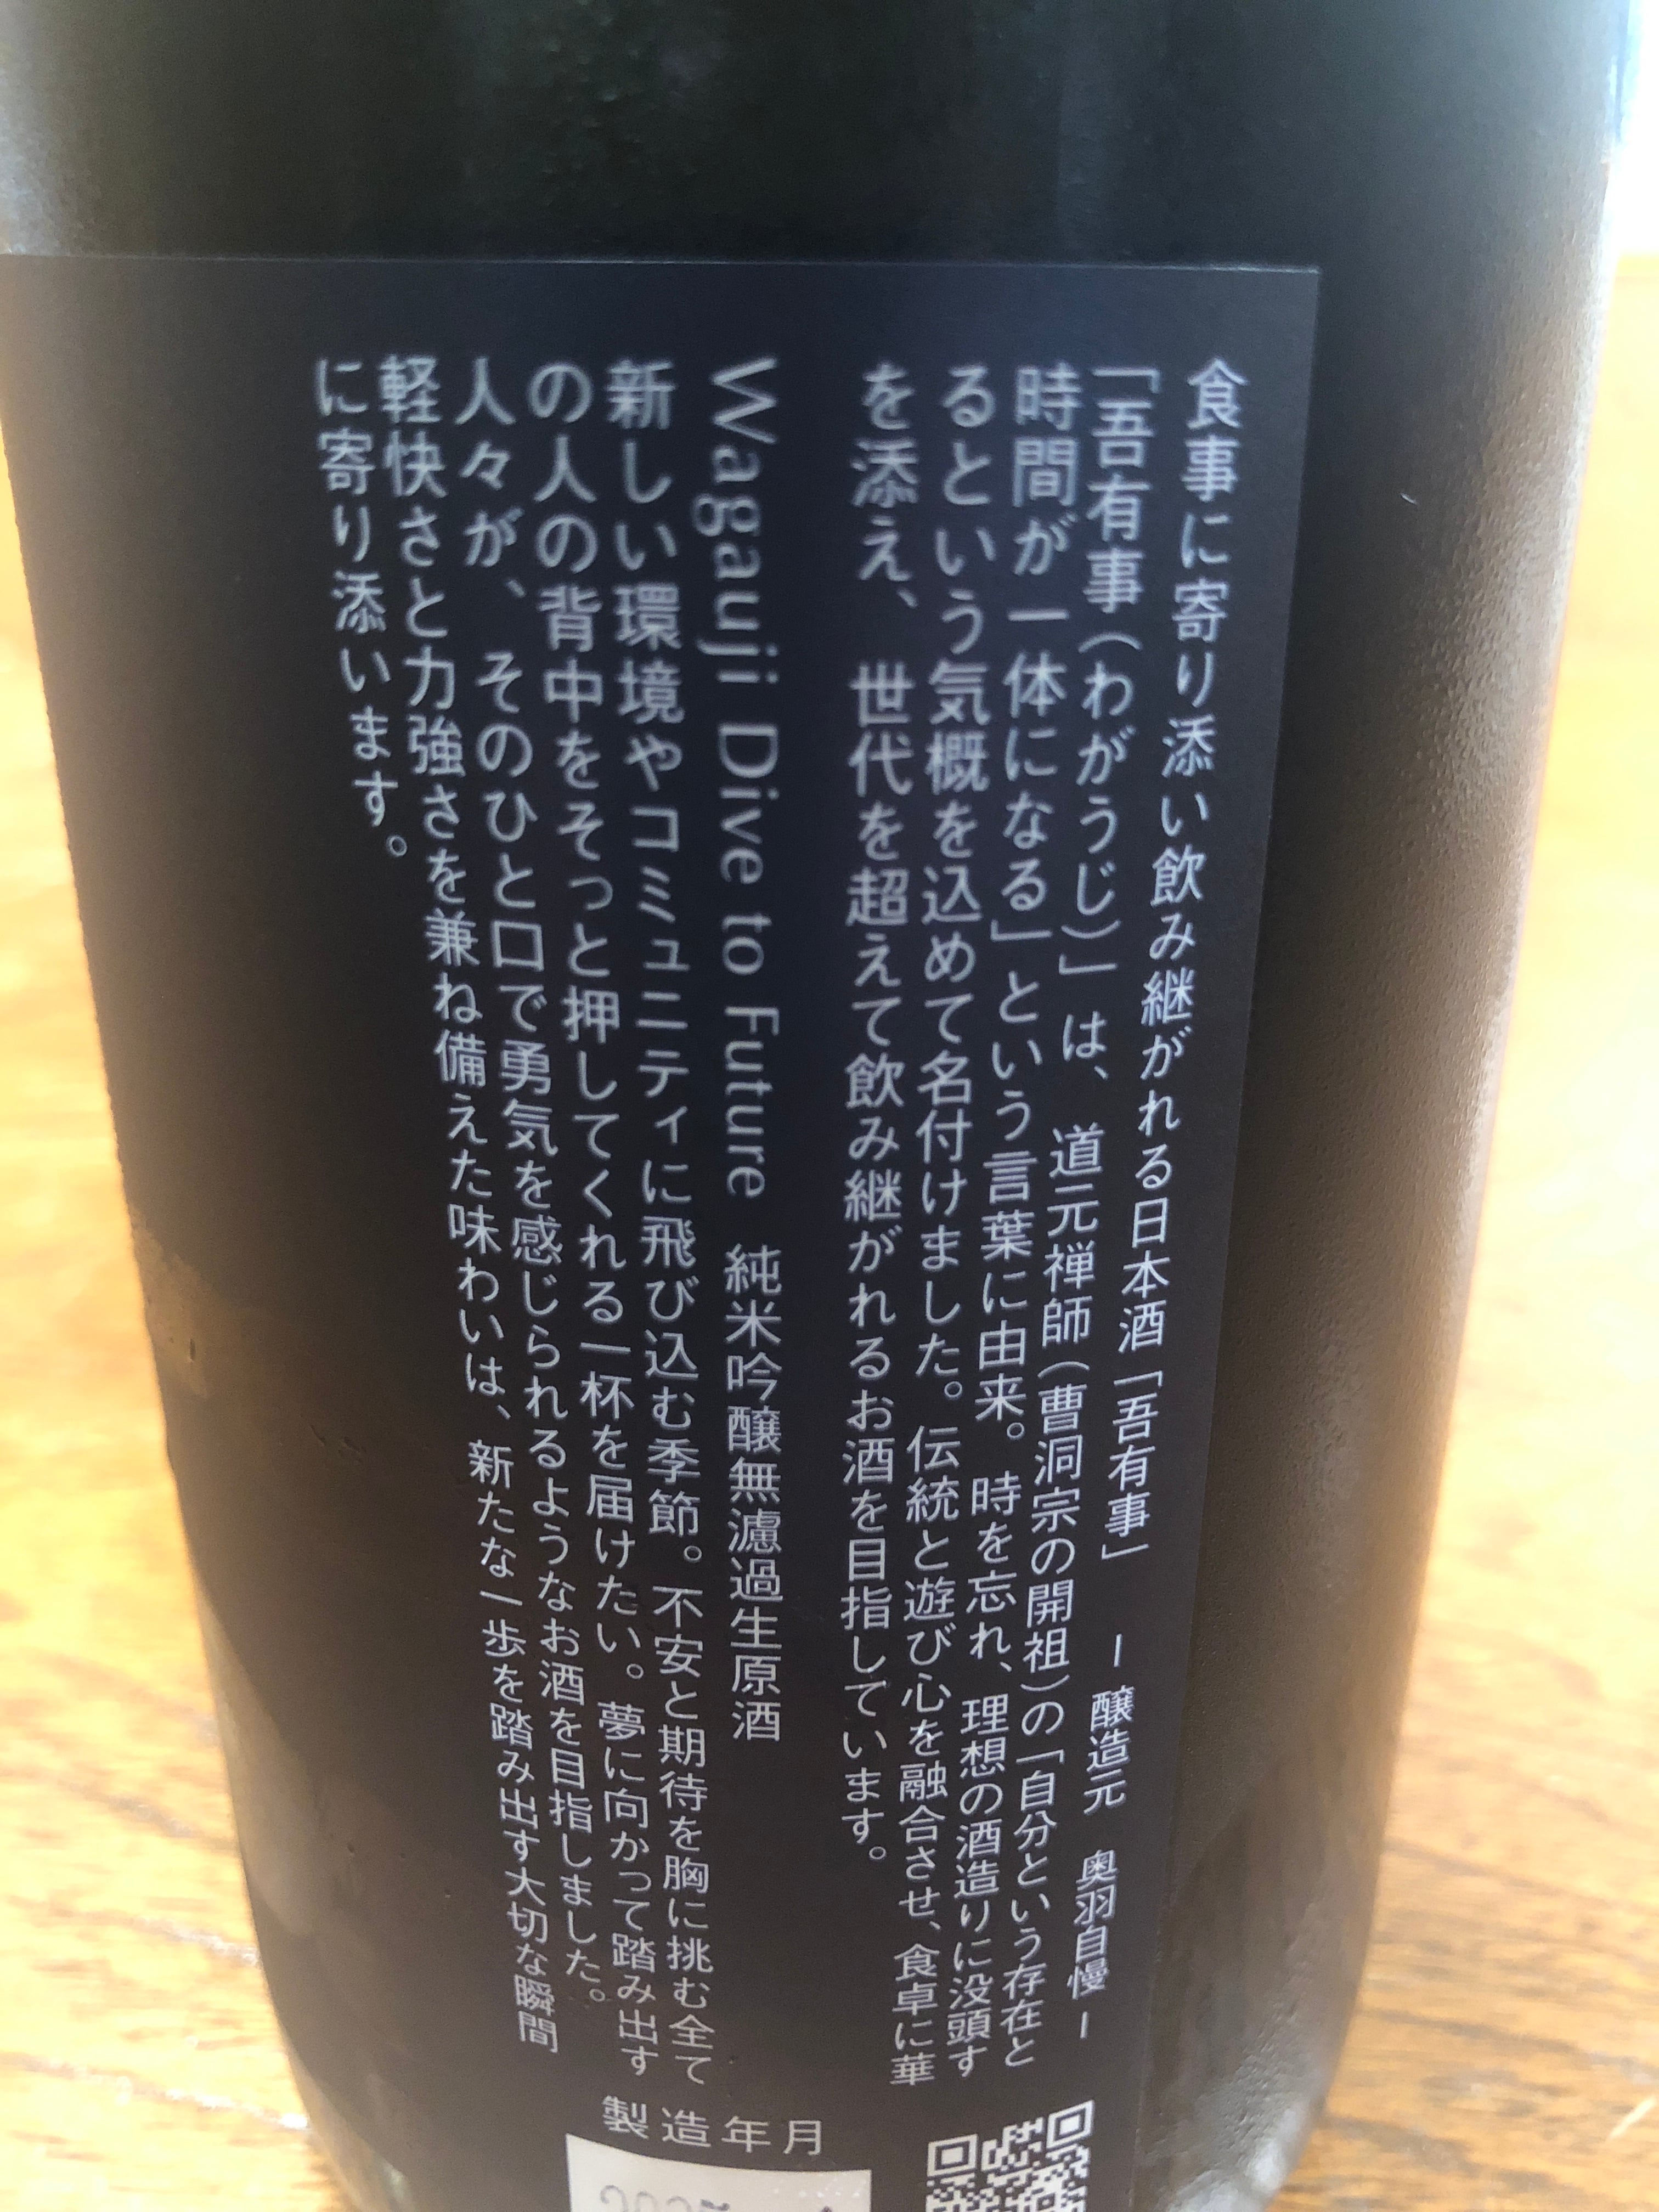 食事に寄り添い飲み継がれる日本酒「吾有事」 ー 醸造元 奥羽自慢 ー
「吾有事（わがうじ）」は、道元禅師（曹洞宗の開祖）の「自分という存在と
時間が一体になる」という言葉に由来。時を忘れ、理想の酒造りに没頭す
るという気概を込めて名付けました。伝統と遊び心を融合させ、食卓に華
を添え、世代を超えて飲み継がれるお酒を目指しています。
Wagauji Dive to Future 純米吟醸無濾過生原酒
新しい環境やコミュニティに飛び込む季節。不安と期待を胸に挑む全て
の人の背中をそっと押してくれる一杯を届けたい。夢に向かって踏み出す
人々が、そのひと口で勇気を感じられるようなお酒を目指しました。
軽快さと力強さを兼ね備えた味わいは、新たな一歩を踏み出す大切な瞬間
に寄り添います。
製造年月